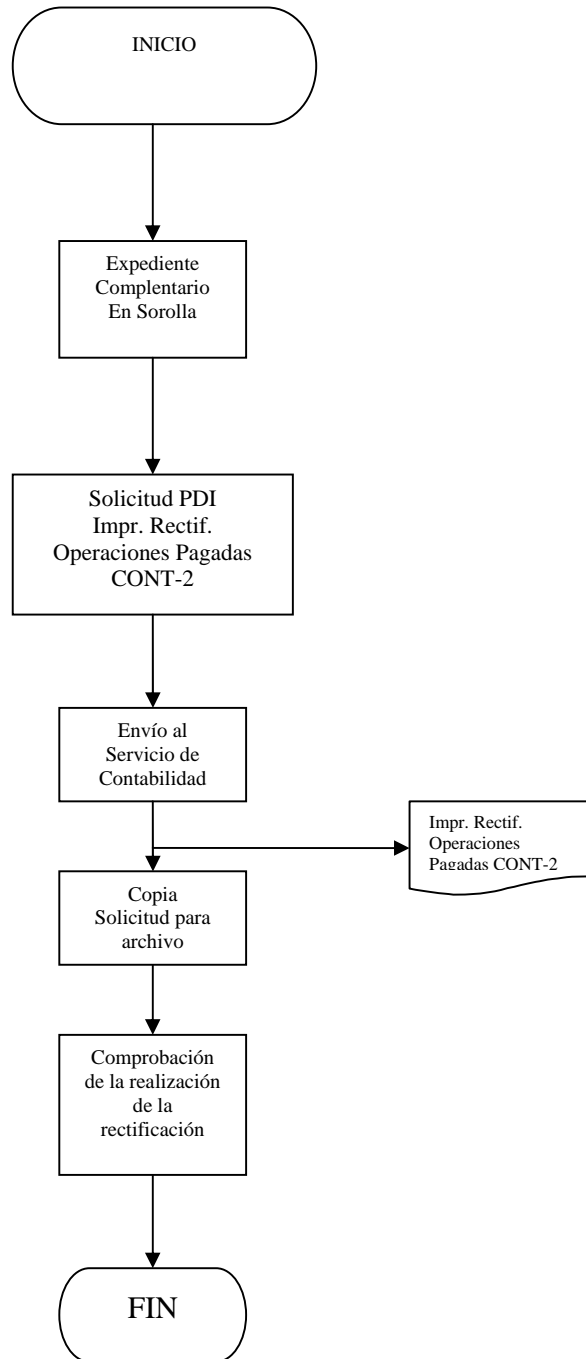 INICIO
Expediente
Complentario
En Sorolla
Solicitud PDI
Impr. Rectif.
Operaciones Pagadas
CONT-2
Envío al
Servicio de
Contabilidad
Impr. Rectif.
Operaciones
Pagadas CONT-2
Copia
Solicitud para
archivo
Comprobación
de la realización
de la
rectificación
FIN